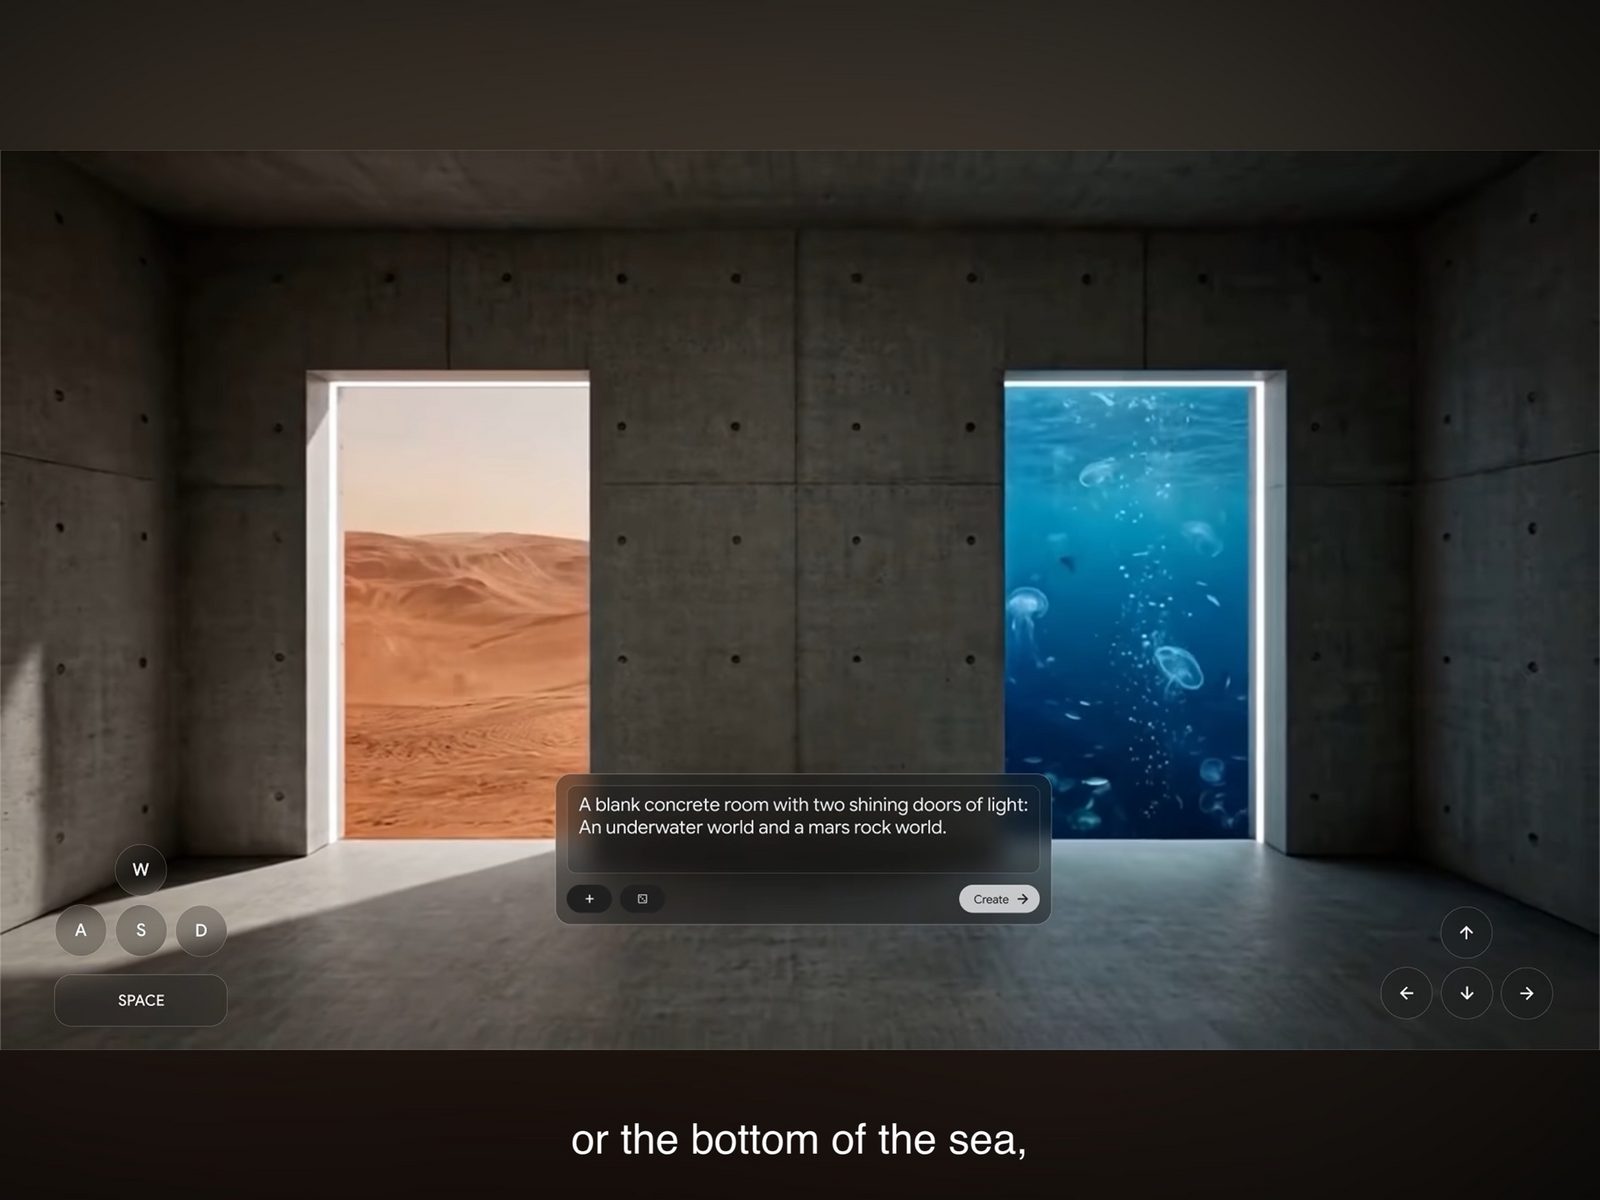 A blank concrete room with two shining doors of light:
An underwater world and a mars rock world.
Create
W
A S D
SPACE
or the bottom of the sea,